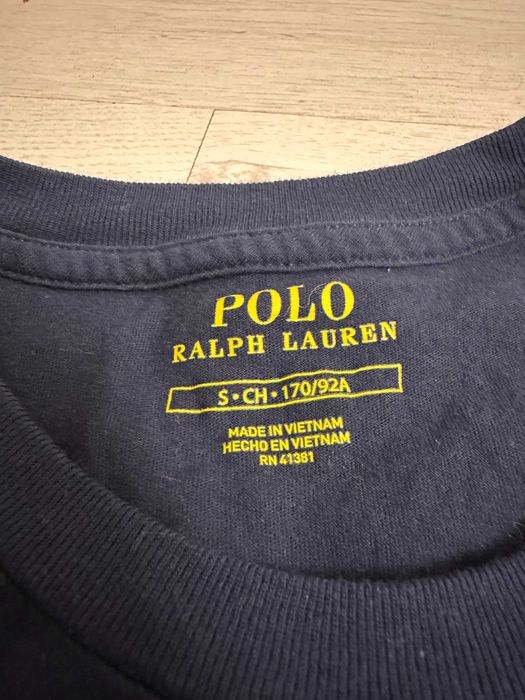 POLO
RALPH LAUREN
S•CH•170/92A
MADE IN VIETNAM
HECHO EN VIETNAM
RN 41381